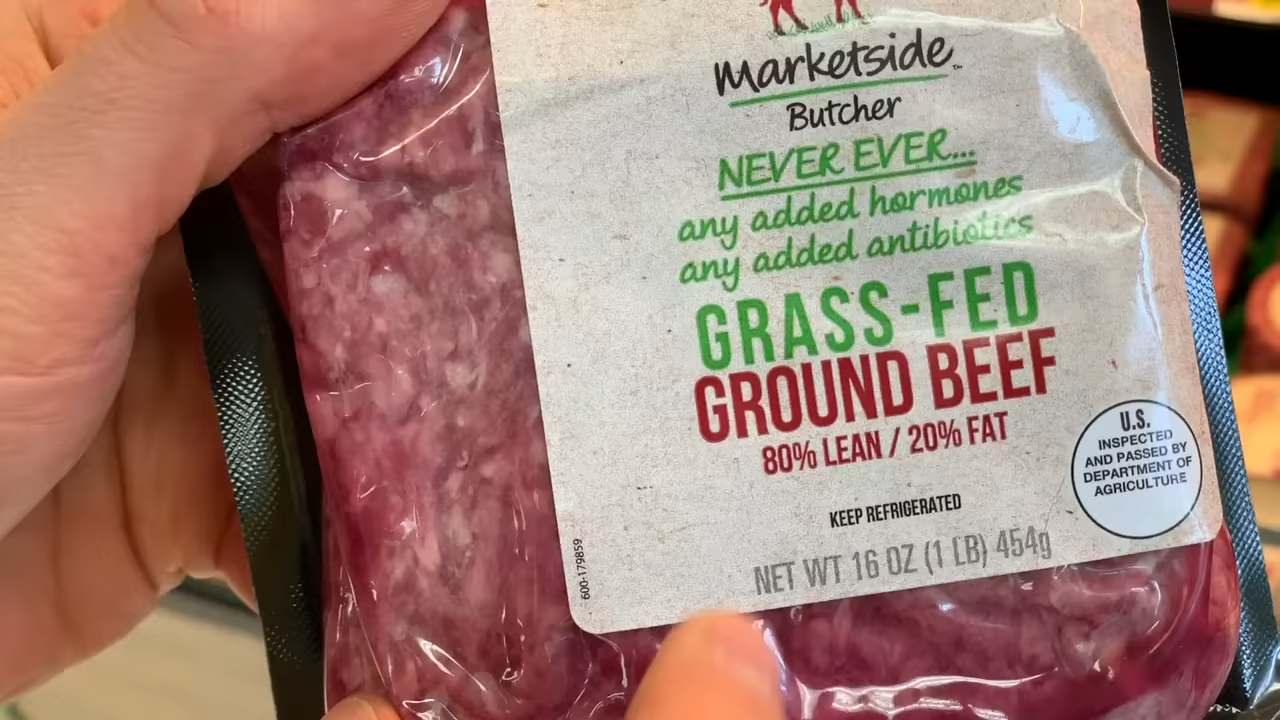 marketside™
Butcher
NEVER EVER...
any added hormones
any added antibiotics
GRASS-FED
GROUND BEEF
80% LEAN / 20% FAT
KEEP REFRIGERATED
NET WT 16 OZ (1 LB) 454g
U.S.
INSPECTED
AND PASSED BY
DEPARTMENT OF
AGRICULTURE
600-179859